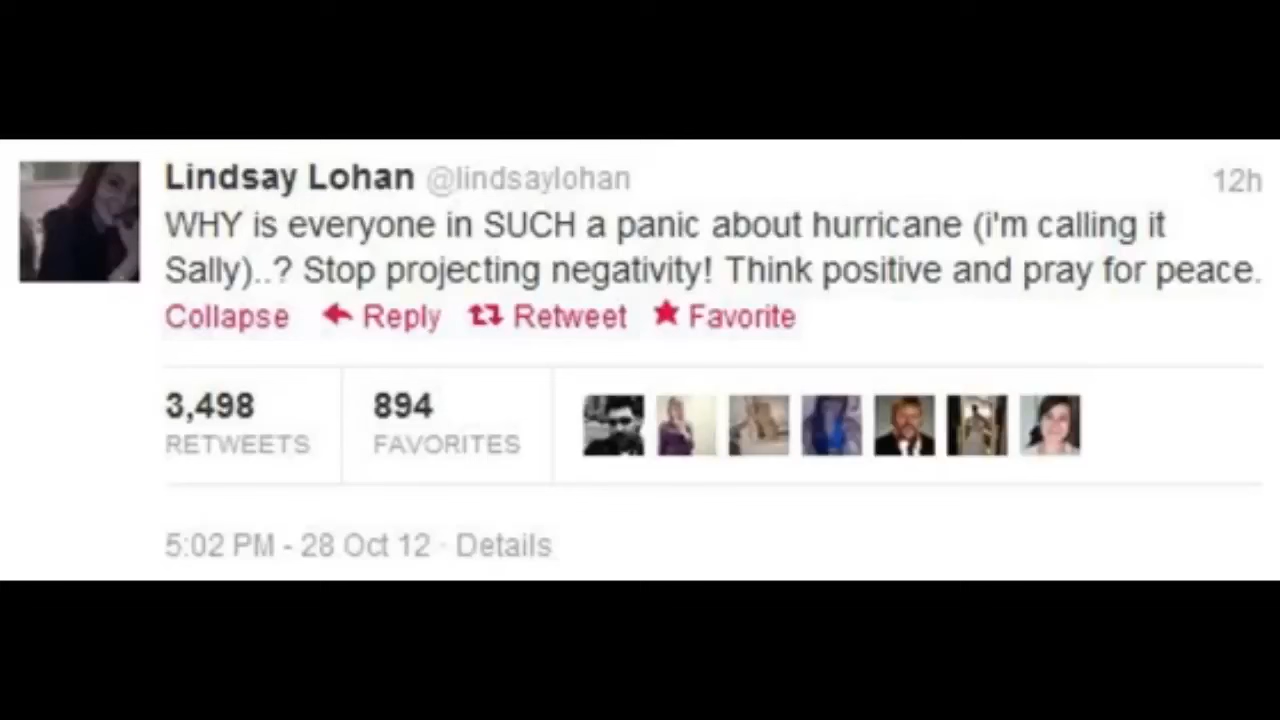 Lindsay Lohan @lindsaylohan 12h
WHY is everyone in SUCH a panic about hurricane (i'm calling it
Sally)..? Stop projecting negativity! Think positive and pray for peace.
Collapse Reply Retweet Favorite
3,498 894
RETWEETS FAVORITES
5:02 PM - 28 Oct 12 · Details